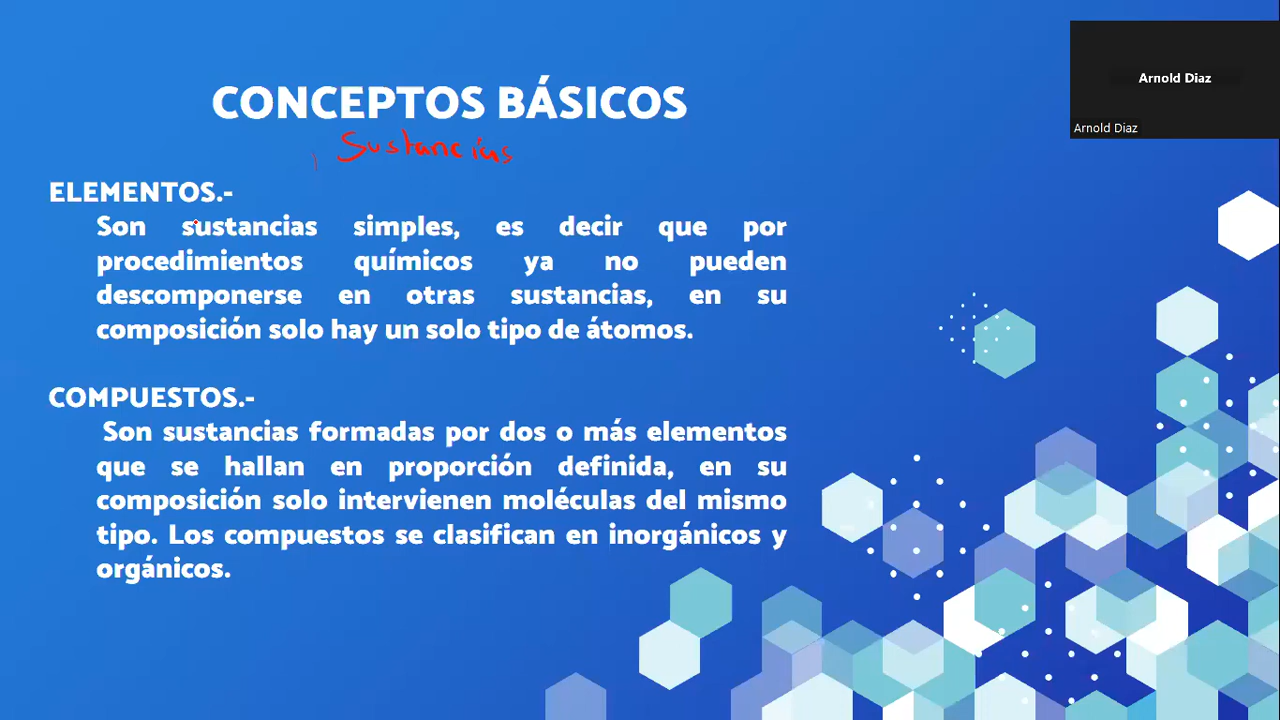 CONCEPTOS BÁSICOS
Sustancias
ELEMENTOS.-
Son sustancias simples, es decir que por
procedimientos químicos ya no pueden
descomponerse en otras sustancias, en su
composición solo hay un solo tipo de átomos.
COMPUESTOS.-
Son sustancias formadas por dos o más elementos
que se hallan en proporción definida, en su
composición solo intervienen moléculas del mismo
tipo. Los compuestos se clasifican en inorgánicos y
orgánicos.
Arnold Diaz
Arnold Diaz